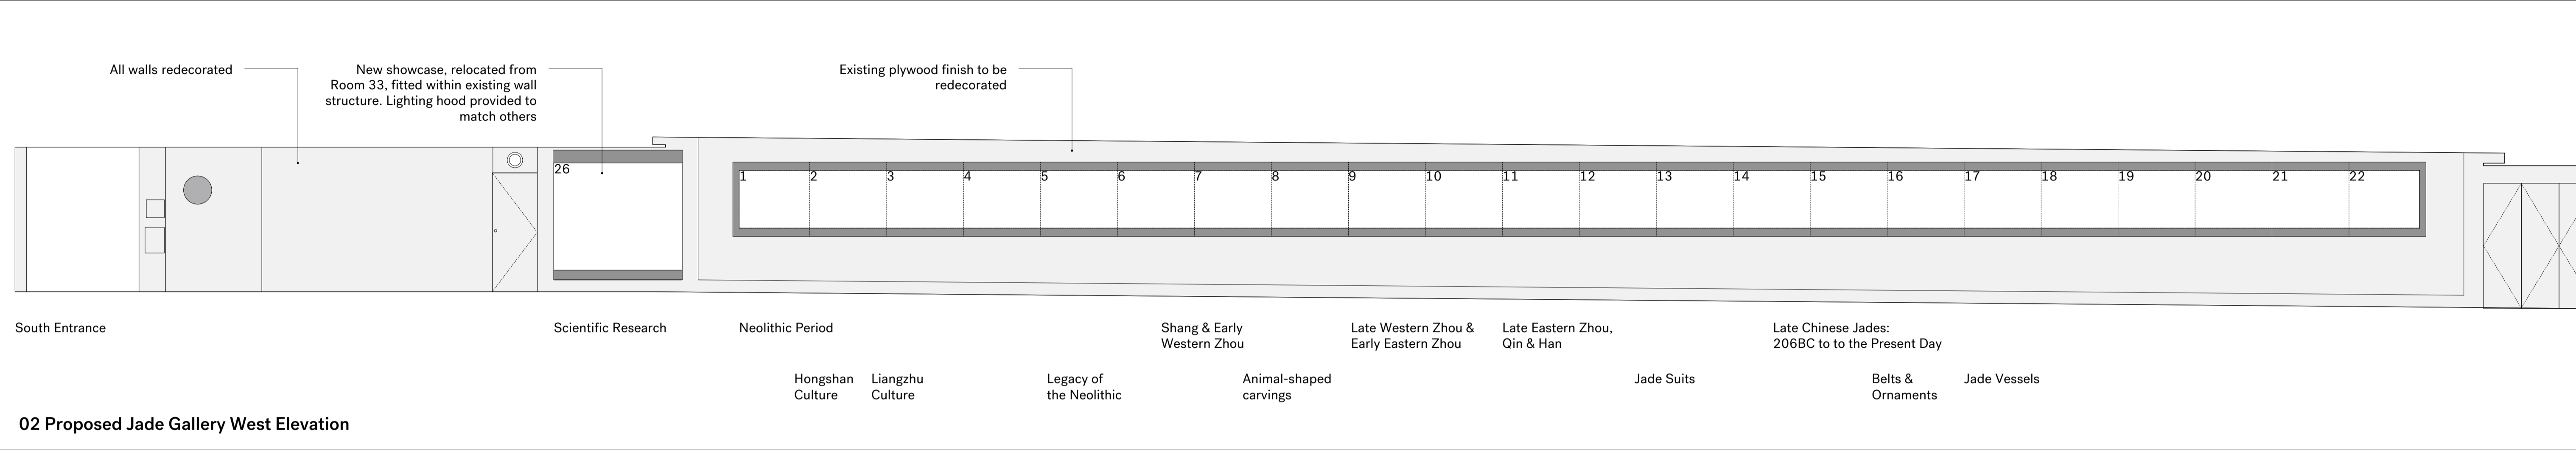 All walls redecorated
New showcase, relocated from
Room 33, fitted within existing wall
structure. Lighting hood provided to
match others
Existing plywood finish to be
redecorated
26
1 2 3 4 5 6 7 8 9 10 11 12 13 14 15 16 17 18 19 20 21 22
South Entrance
Scientific Research
Neolithic Period
Shang & Early
Western Zhou
Late Western Zhou &
Early Eastern Zhou
Late Eastern Zhou,
Qin & Han
Late Chinese Jades:
206BC to to the Present Day
Hongshan
Culture
Liangzhu
Culture
Legacy of
the Neolithic
Animal-shaped
carvings
Jade Suits
Belts &
Ornaments
Jade Vessels
02 Proposed Jade Gallery West Elevation